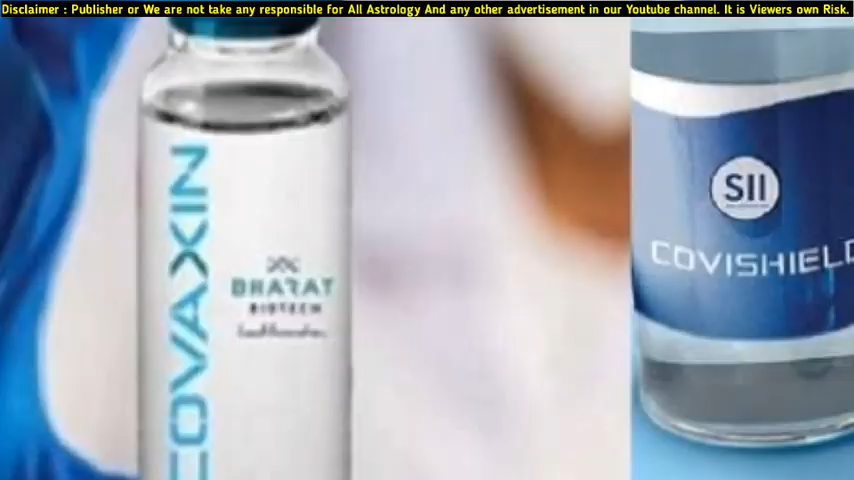 Disclaimer : Publisher or We are not take any responsible for All Astrology And any other advertisement in our Youtube channel. It is Viewers own Risk.
COVAXIN
BHARAT
BIOTECH
SII
COVISHIELD